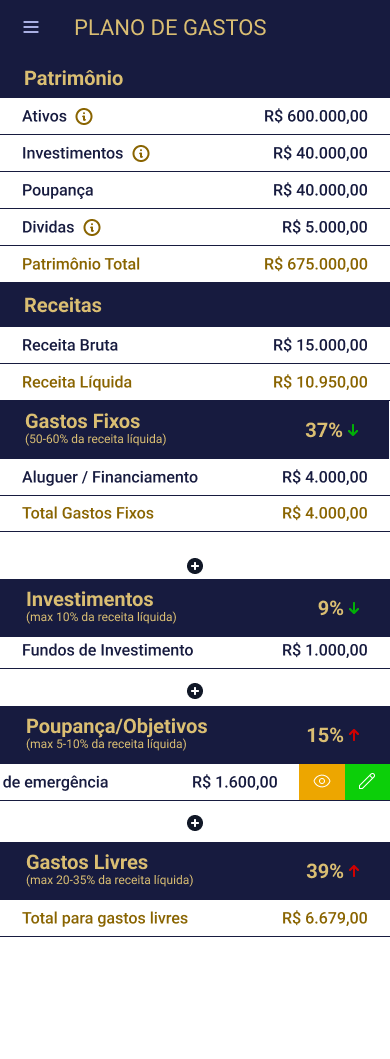 PLANO DE GASTOS
Patrimônio
Ativos R$ 600.000,00
Investimentos R$ 40.000,00
Poupança R$ 40.000,00
Dividas R$ 5.000,00
Patrimônio Total R$ 675.000,00
Receitas
Receita Bruta R$ 15.000,00
Receita Líquida R$ 10.950,00
Gastos Fixos 37%
(50-60% da receita líquida)
Aluguer / Financiamento R$ 4.000,00
Total Gastos Fixos R$ 4.000,00
Investimentos 9%
(max 10% da receita líquida)
Fundos de Investimento R$ 1.000,00
Poupança/Objetivos 15%
(max 5-10% da receita líquida)
de emergência R$ 1.600,00
Gastos Livres 39%
(max 20-35% da receita líquida)
Total para gastos livres R$ 6.679,00